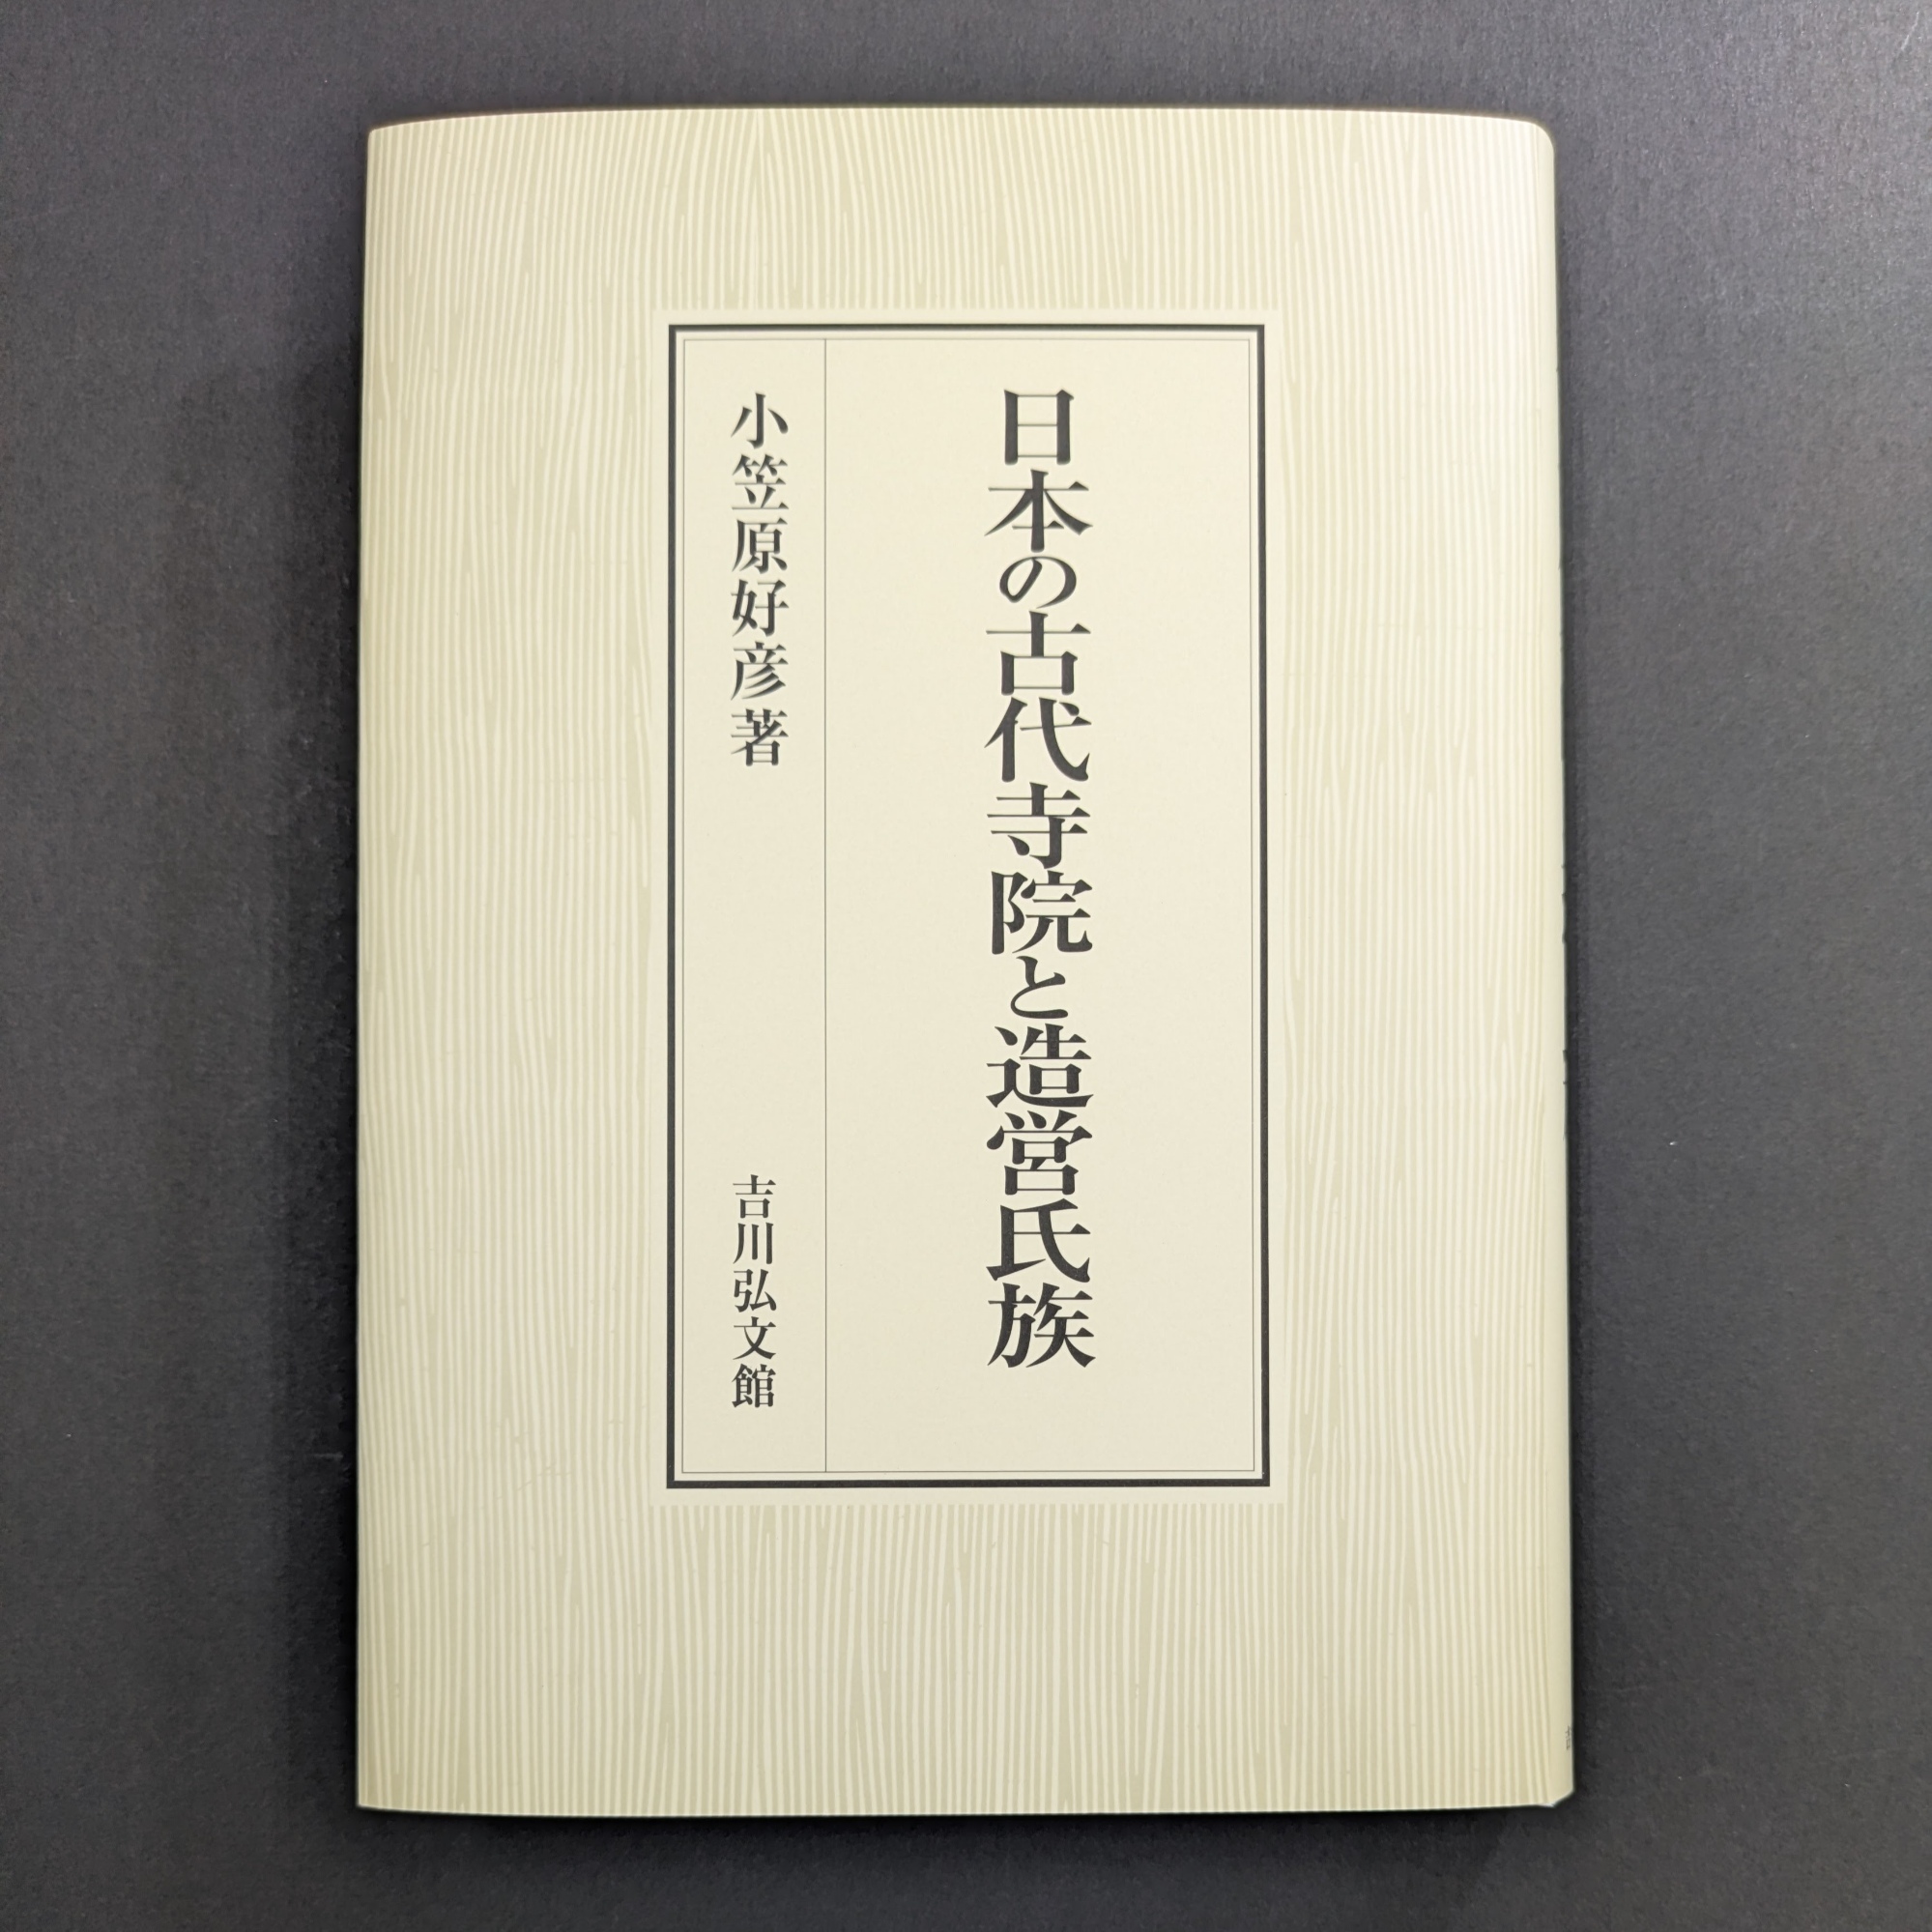 日本の古代寺院と造営氏族
小笠原好彦著
吉川弘文館